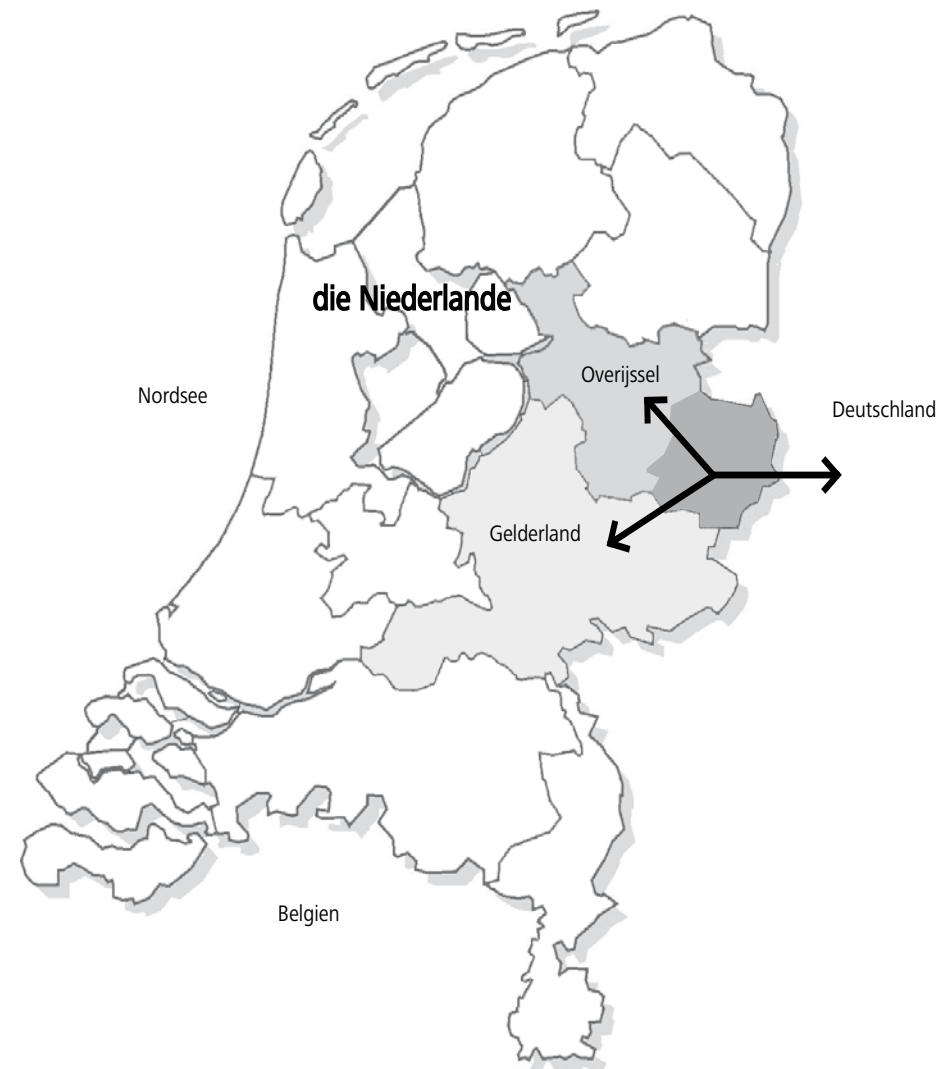 die Niederlande
Overijssel
Nordsee
Deutschland
Gelderland
Belgien